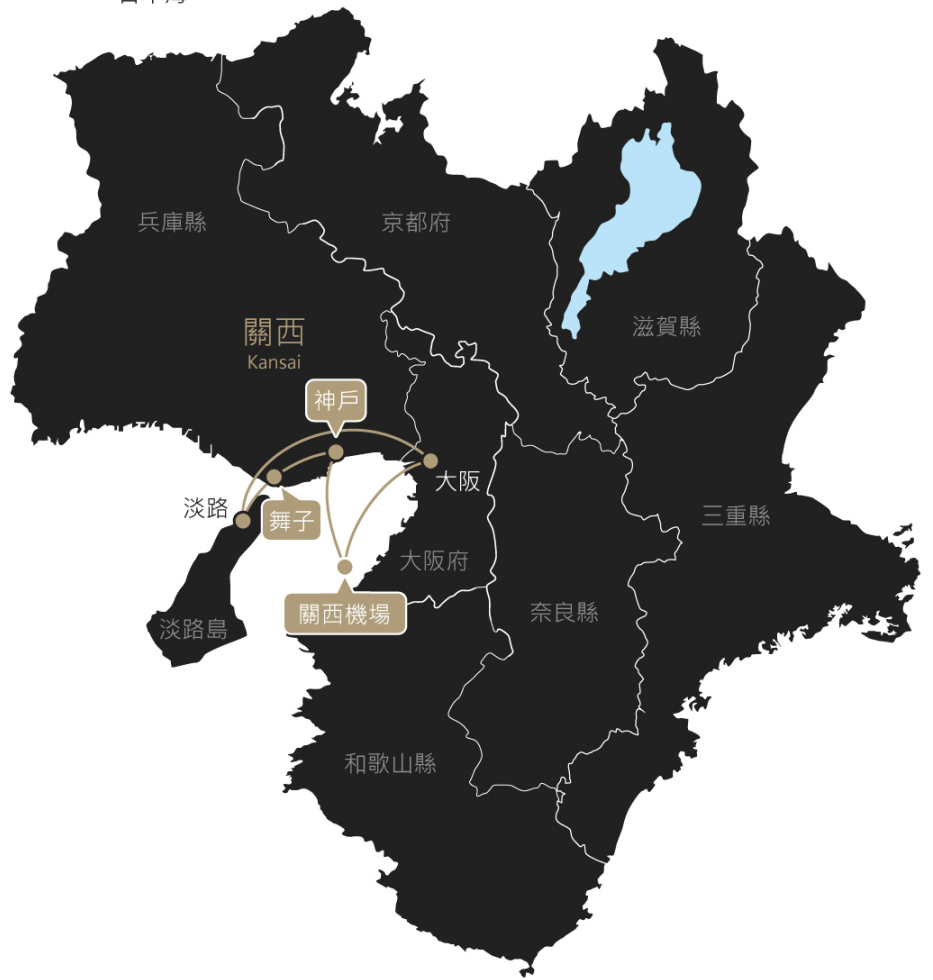 兵庫縣
京都府
滋賀縣
關西
Kansai
神戶
大阪
淡路
舞子
三重縣
大阪府
關西機場
奈良縣
淡路島
和歌山縣